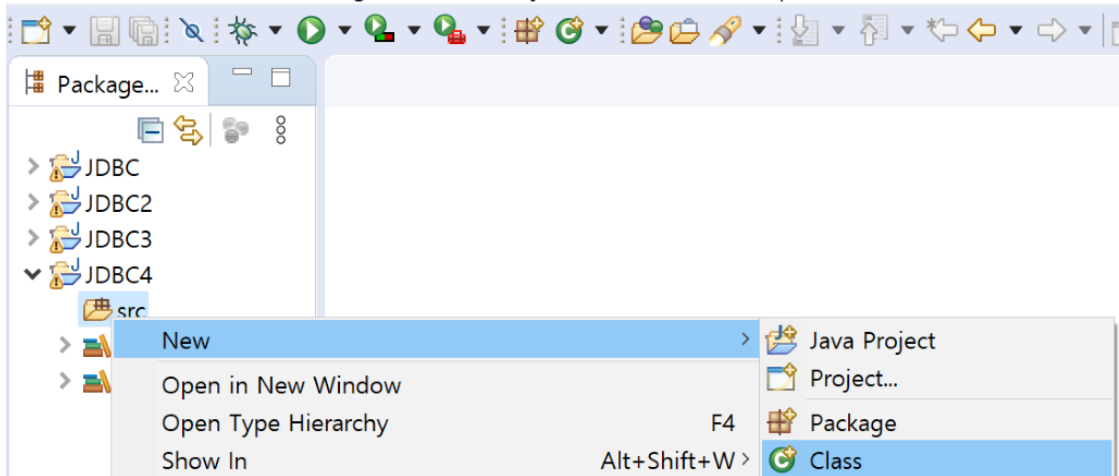 Package...
JDBC
JDBC2
JDBC3
JDBC4
src
New
Java Project
Project...
Open in New Window
Open Type Hierarchy F4
Package
Show In Alt+Shift+W
Class